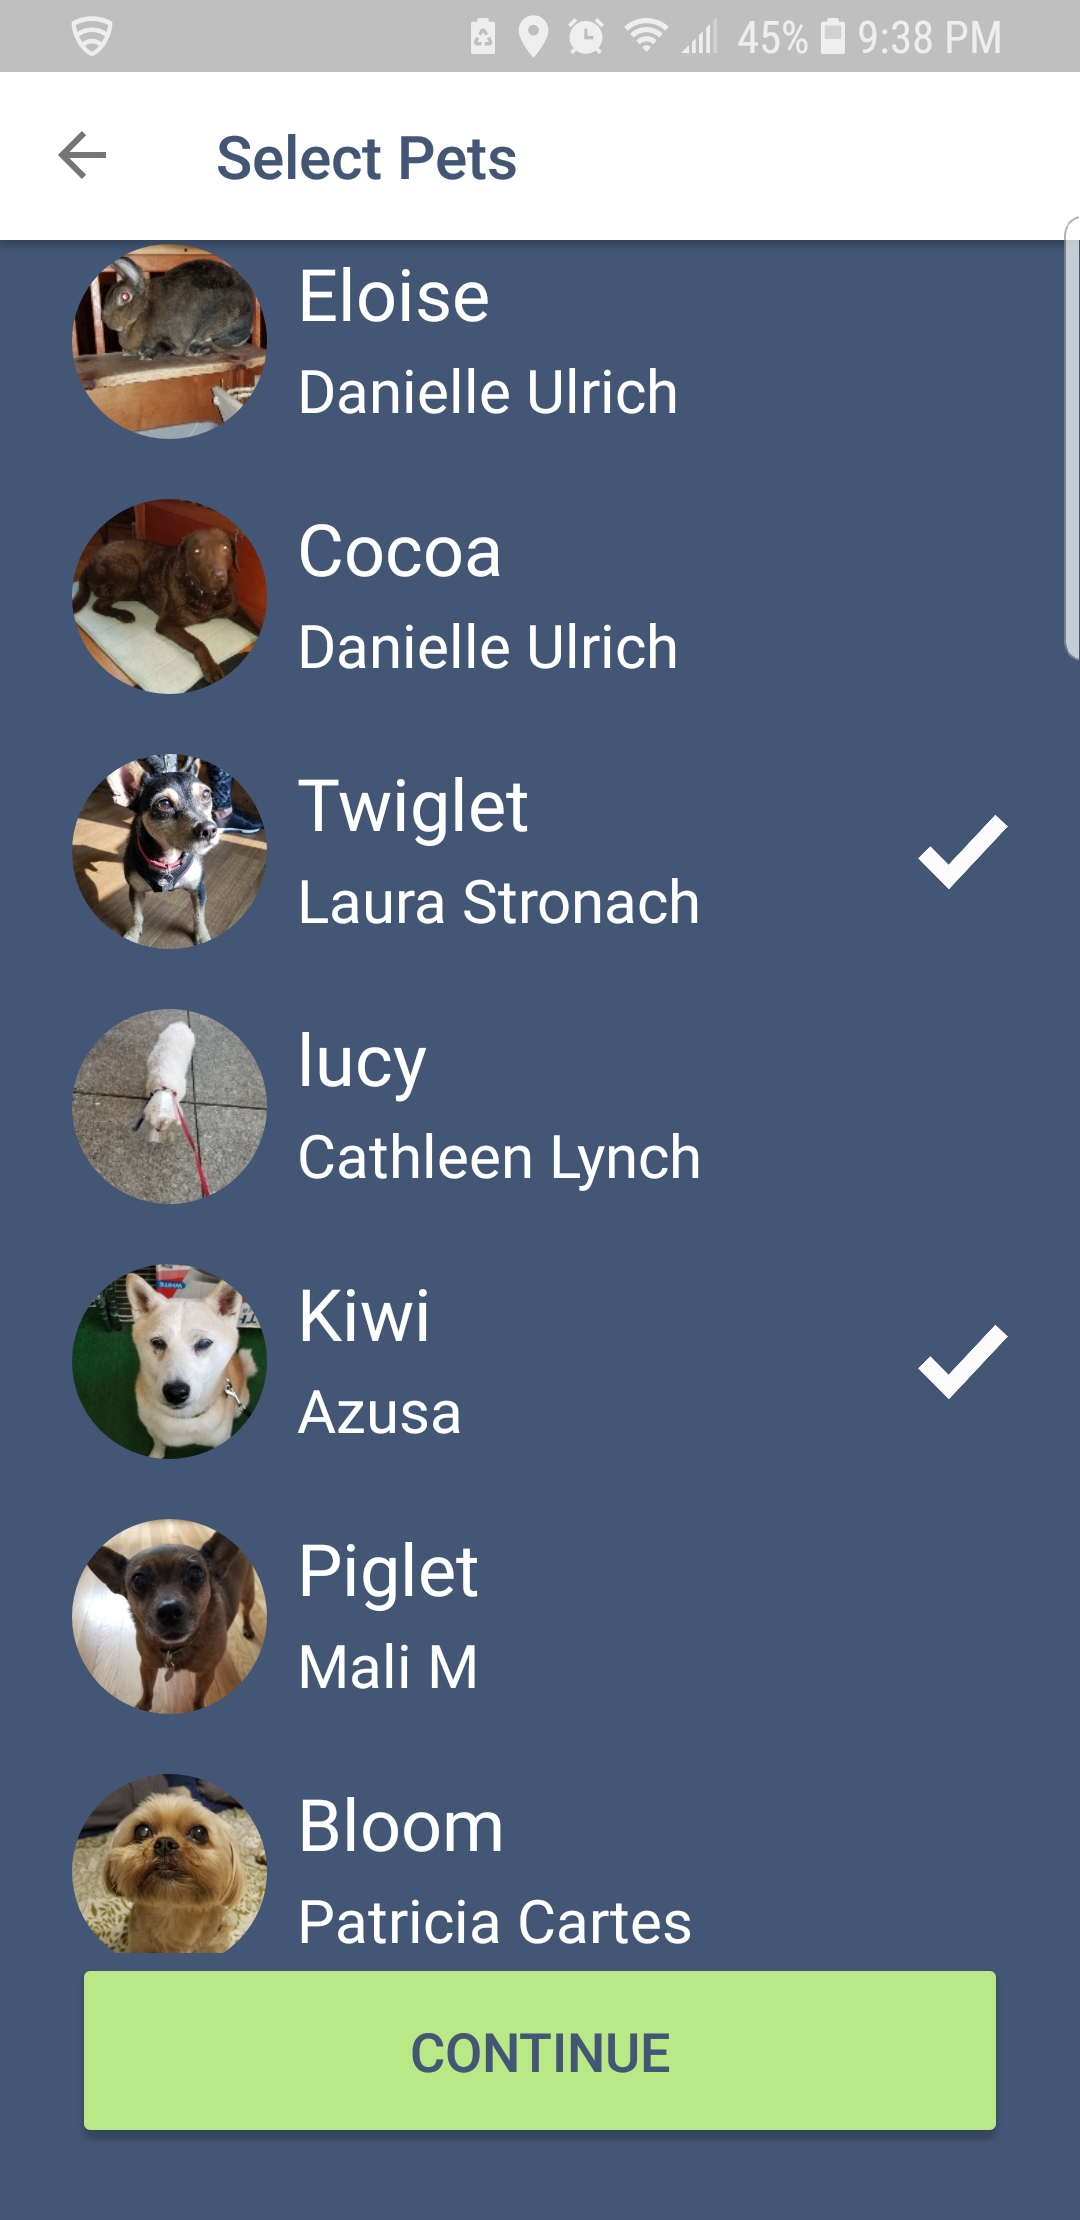 45% 9:38 PM
Select Pets
Eloise
Danielle Ulrich
Cocoa
Danielle Ulrich
Twiglet
Laura Stronach
lucy
Cathleen Lynch
Kiwi
Azusa
Piglet
Mali M
Bloom
Patricia Cartes
CONTINUE